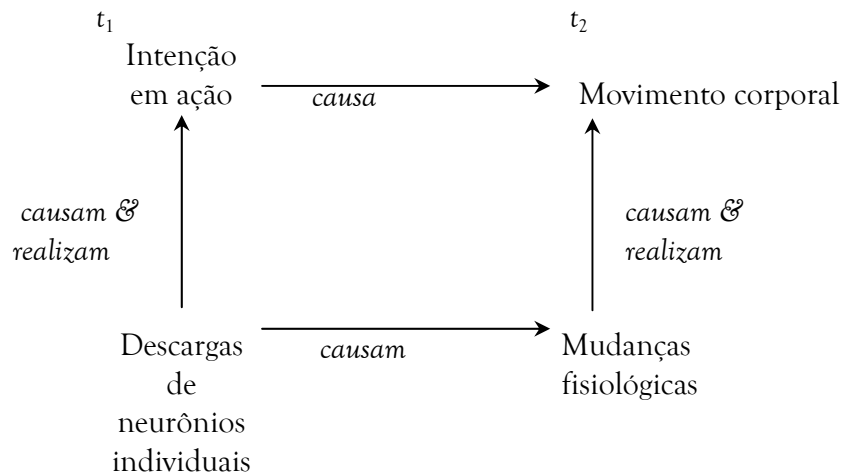 t₁
t₂
Intenção
em ação
causa
Movimento corporal
causam &
realizam
causam &
realizam
Descargas
de
neurônios
individuais
causam
Mudanças
fisiológicas